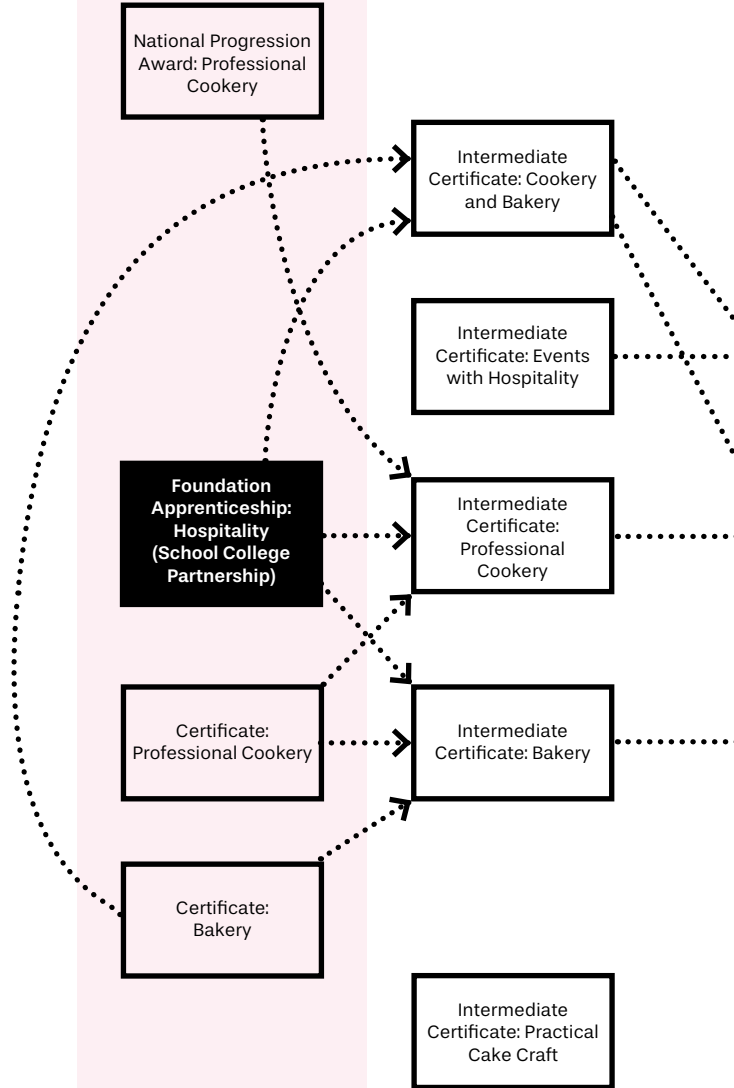 National Progression
Award: Professional
Cookery
Intermediate
Certificate: Cookery
and Bakery
Intermediate
Certificate: Events
with Hospitality
Foundation
Apprenticeship:
Hospitality
(School College
Partnership)
Intermediate
Certificate:
Professional
Cookery
Certificate:
Professional Cookery
Intermediate
Certificate: Bakery
Certificate:
Bakery
Intermediate
Certificate: Practical
Cake Craft